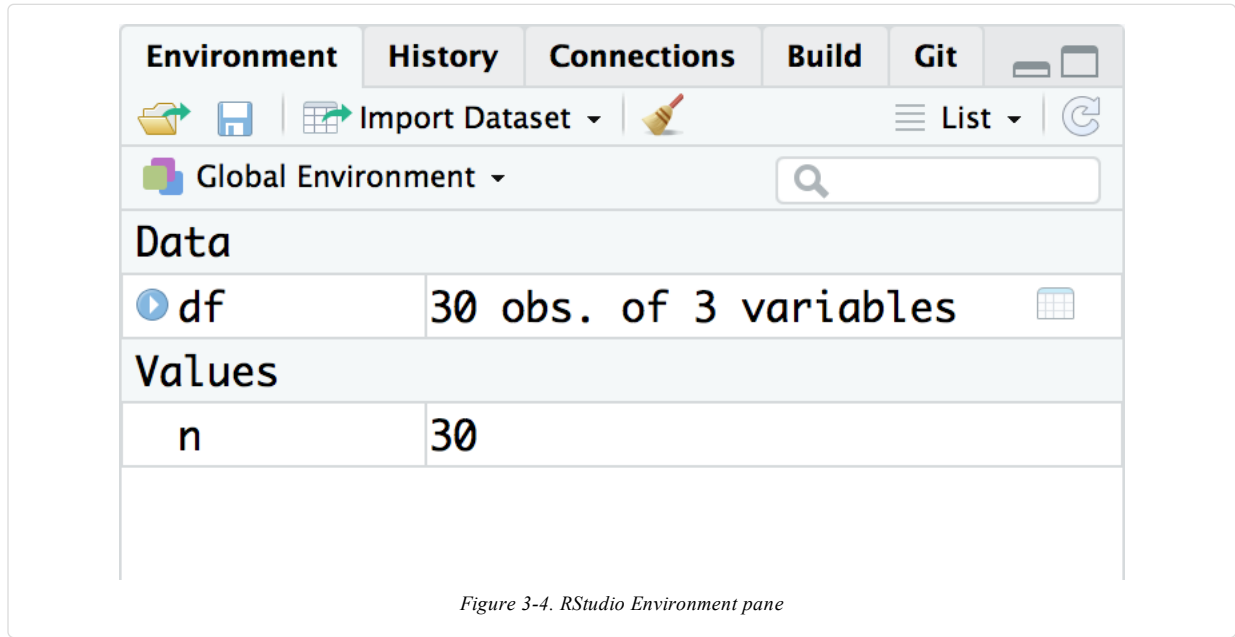 Environment History Connections Build Git
Import Dataset List
Global Environment
Data
df 30 obs. of 3 variables
Values
n 30
Figure 3-4. RStudio Environment pane